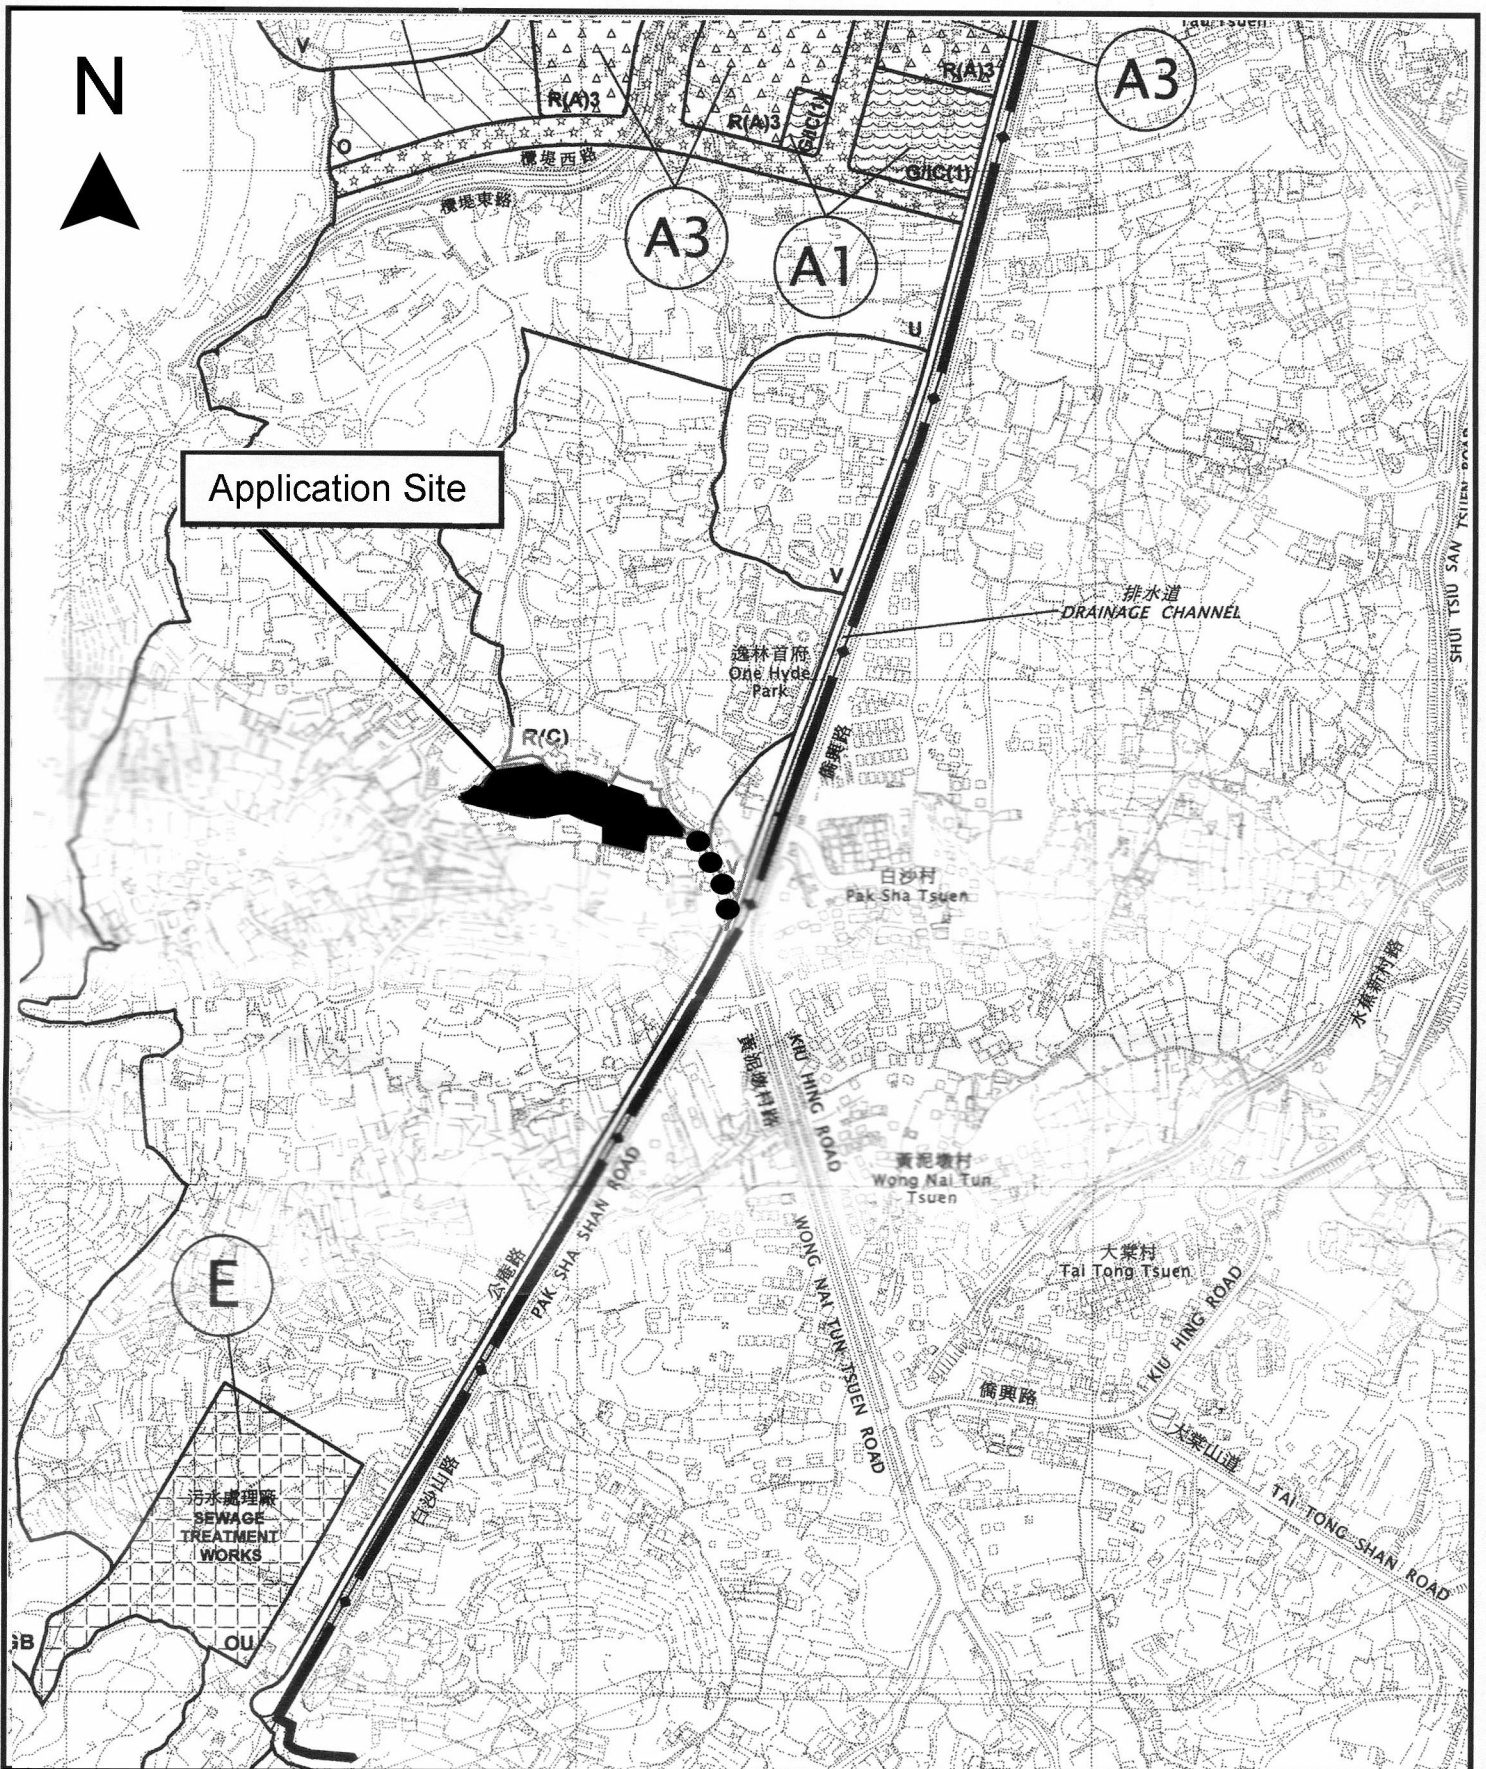 N
V
R(A)3
R(A)3
G/IC(1)
R(A)3
G/IC(1)
A3
O
欖堤西路
欖堤東路
A3
A1
U
Application Site
V
排水道
DRAINAGE CHANNEL
SHUI TSIU SAN TSUEN ROAD
逸林首府
One Hyde
Park
R(C)
僑興路
V
白沙村
Pak Sha Tsuen
水蕉新村路
黃泥墩村路
KIU HING ROAD
黃泥墩村
Wong Nai Tun
Tsuen
公庵路
PAK SHA SHAN ROAD
WONG NAI TUN TSUEN ROAD
大棠村
Tai Tong Tsuen
E
KIU HING ROAD
僑興路
大棠山道
TAI TONG SHAN ROAD
白沙山路
污水處理廠
SEWAGE
TREATMENT
WORKS
GB
OU